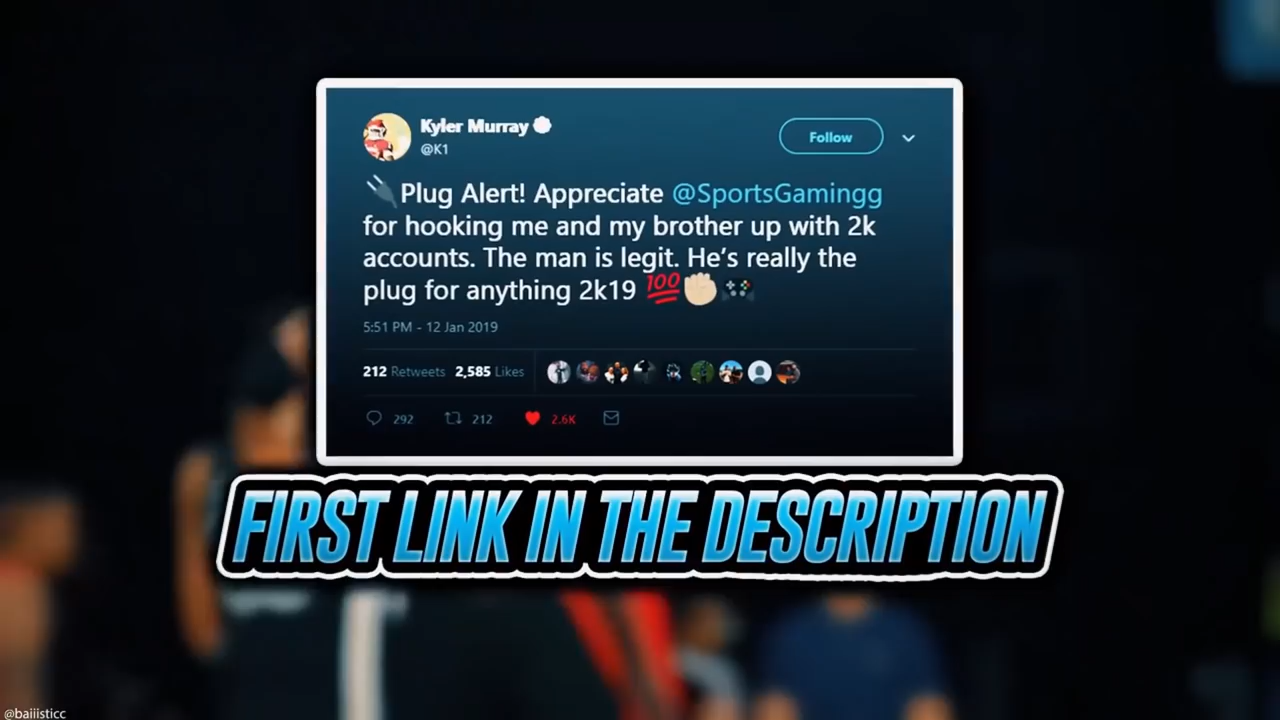 Kyler Murray
@K1
Follow
Plug Alert! Appreciate @SportsGamingg
for hooking me and my brother up with 2k
accounts. The man is legit. He's really the
plug for anything 2k19 💯✊🏼🎮
5:51 PM - 12 Jan 2019
212 Retweets 2,585 Likes
292 212 2.6K
FIRST LINK IN THE DESCRIPTION
@baiiisticc